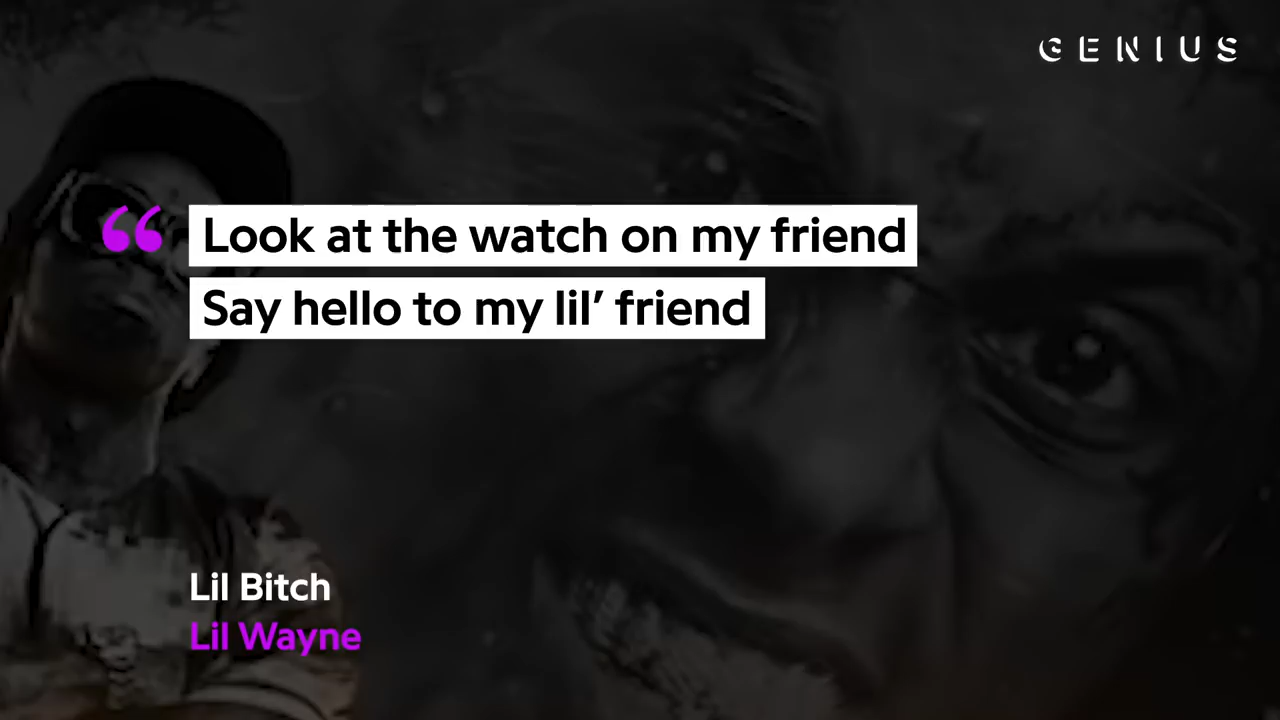 GENIUS
“ Look at the watch on my friend
Say hello to my lil’ friend
Lil Bitch
Lil Wayne